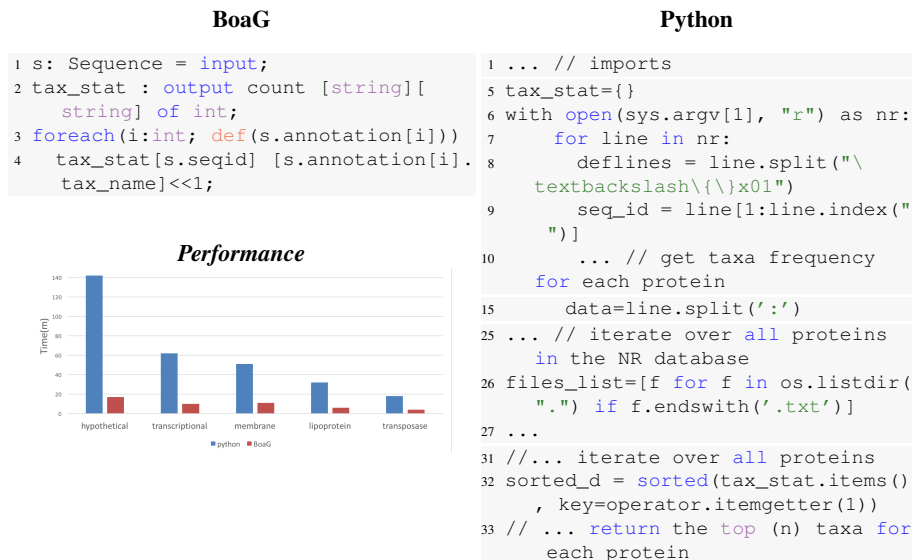 BoaG
1 s: Sequence = input;
2 tax_stat : output count [string][
string] of int;
3 foreach(i:int; def(s.annotation[i]))
4 tax_stat[s.seqid] [s.annotation[i].
tax_name]<<1;
Performance
Time(m)
140
120
100
80
60
40
20
0
hypothetical transcriptional membrane lipoprotein transposase
python BoaG
Python
1 ... // imports
5 tax_stat={}
6 with open(sys.argv[1], "r") as nr:
7 for line in nr:
8 deflines = line.split("\
textbackslash\{\}x01")
9 seq_id = line[1:line.index("
")]
10 ... // get taxa frequency
for each protein
15 data=line.split(':')
25 ... // iterate over all proteins
in the NR database
26 files_list=[f for f in os.listdir(
".") if f.endswith('.txt')]
27 ...
31 //... iterate over all proteins
32 sorted_d = sorted(tax_stat.items()
, key=operator.itemgetter(1))
33 // ... return the top (n) taxa for
each protein